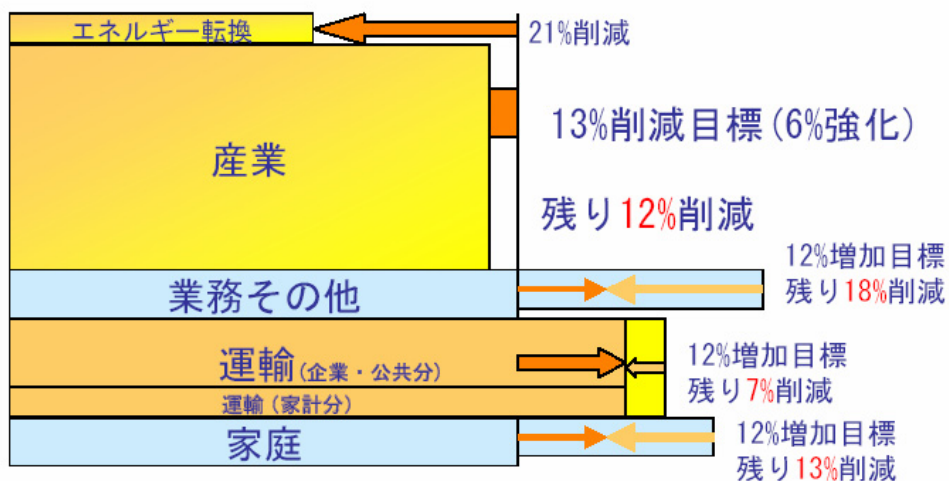 エネルギー転換
21%削減
産業
13%削減目標(6%強化)
残り12%削減
業務その他
12%増加目標
残り18%削減
運輸(企業・公共分)
12%増加目標
残り7%削減
運輸(家計分)
家庭
12%増加目標
残り13%削減